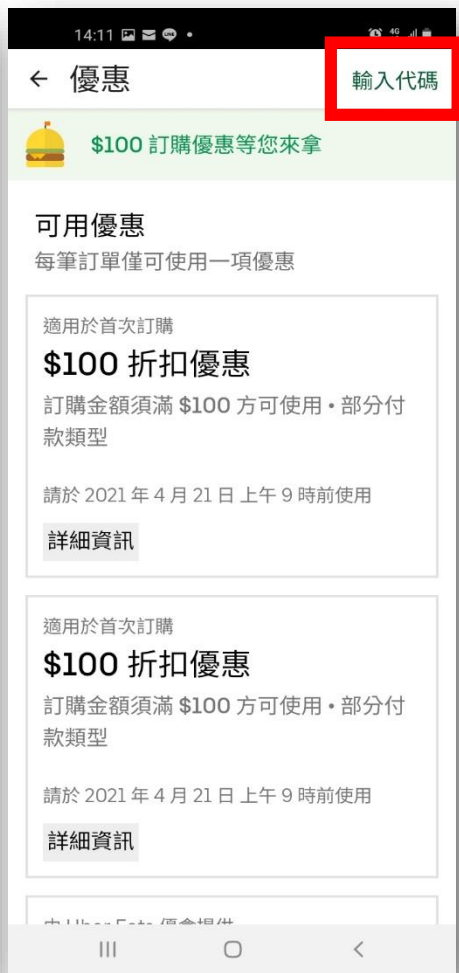 14:11
4G
優惠
輸入代碼
$100 訂購優惠等您來拿
可用優惠
每筆訂單僅可使用一項優惠
適用於首次訂購
$100 折扣優惠
訂購金額須滿 $100 方可使用 • 部分付
款類型
請於 2021 年 4 月 21 日 上午 9 時前使用
詳細資訊
適用於首次訂購
$100 折扣優惠
訂購金額須滿 $100 方可使用 • 部分付
款類型
請於 2021 年 4 月 21 日 上午 9 時前使用
詳細資訊